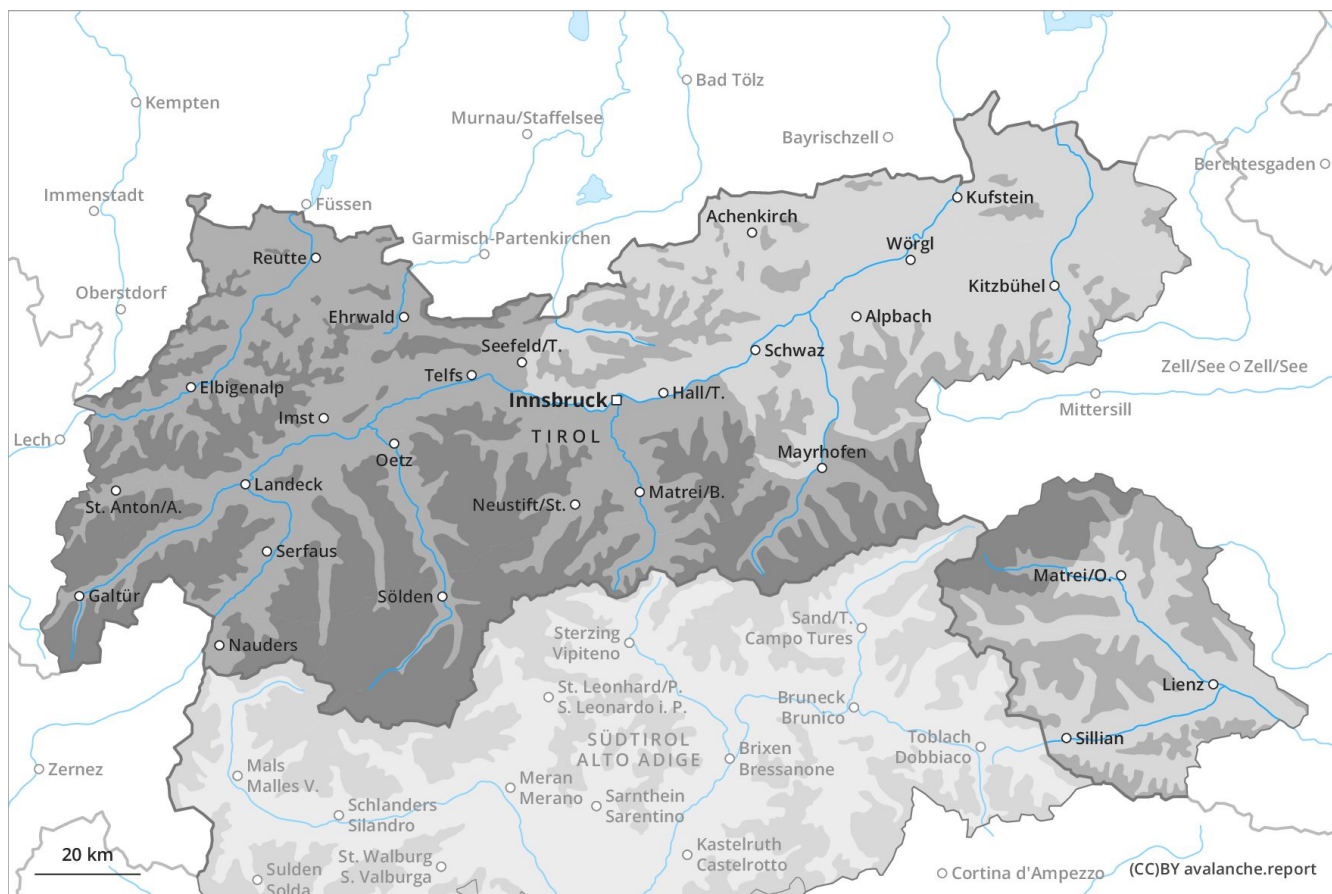 Bad Tölz
Kempten
Murnau/Staffelsee
Bayrischzell
Berchtesgaden
Immenstadt
Füssen
Kufstein
Achenkirch
Garmisch-Partenkirchen
Wörgl
Reutte
Oberstdorf
Kitzbühel
Ehrwald
Alpbach
Seefeld/T.
Schwaz
Zell/See
Zell/See
Telfs
Elbigenalp
Hall/T.
Innsbruck
Mittersill
Imst
TIROL
Lech
Oetz
Mayrhofen
Landeck
Matrei/B.
St. Anton/A.
Neustift/St.
Serfaus
Matrei/O.
Galtür
Sölden
Sand/T.
Campo Tures
Sterzing
Vipiteno
Nauders
Lienz
St. Leonhard/P.
S. Leonardo i. P.
Bruneck
Brunico
Sillian
SÜDTIROL
ALTO ADIGE
Toblach
Dobbiaco
Brixen
Bressanone
Zernez
Mals
Malles V.
Meran
Merano
Sarnthein
Sarentino
Schlanders
Silandro
Kastelruth
Castelrotto
20 km
St. Walburg
S. Valburga
Sulden
Solda
Cortina d'Ampezzo
(CC)BY avalanche.report